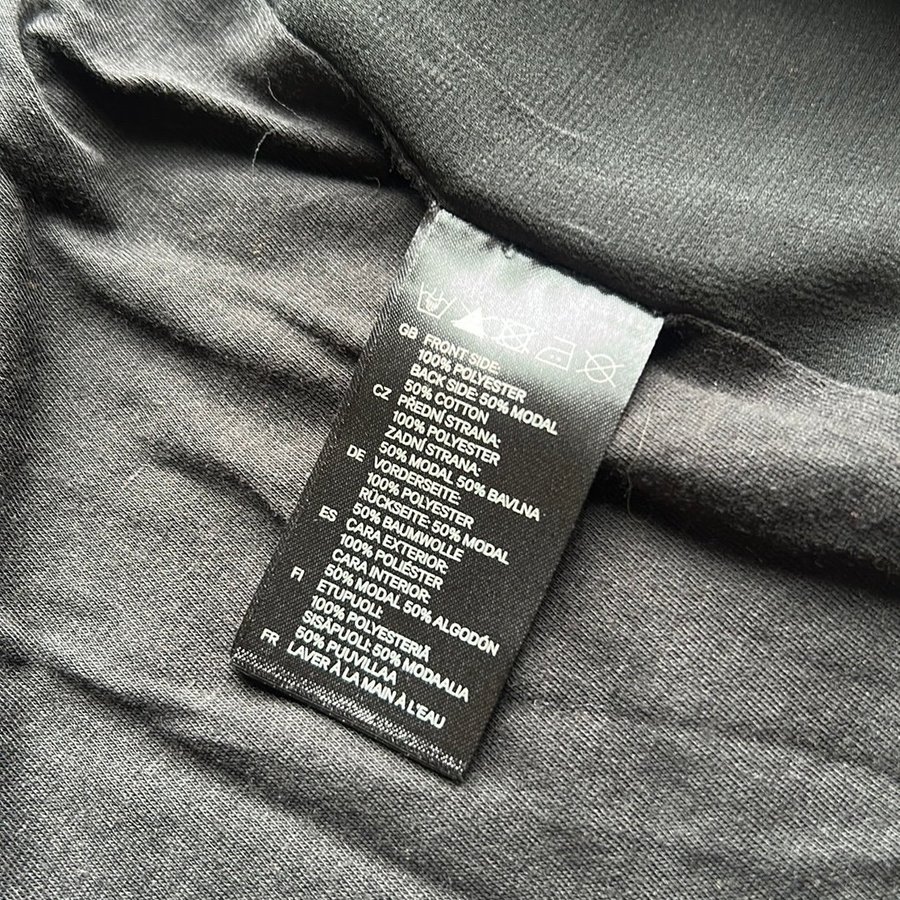 GB FRONT SIDE:
100% POLYESTER
BACK SIDE: 50% MODAL
50% COTTON
CZ PŘEDNÍ STRANA:
100% POLYESTER
ZADNÍ STRANA:
50% MODAL 50% BAVLNA
DE VORDERSEITE:
100% POLYESTER
RÜCKSEITE: 50% MODAL
50% BAUMWOLLE
ES CARA EXTERIOR:
100% POLIÉSTER
CARA INTERIOR:
50% MODAL 50% ALGODÓN
FI ETUPUOLI:
100% POLYESTERIÄ
SISÄPUOLI: 50% MODAALIA
50% PUUVILLAA
FR LAVER À LA MAIN À L'EAU